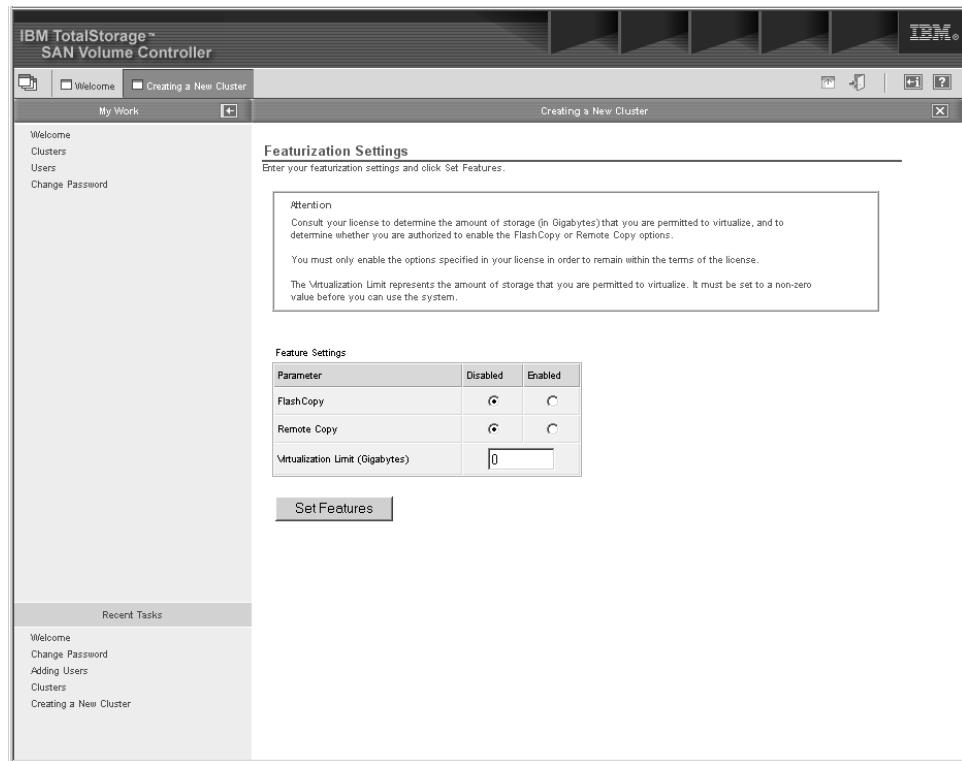 IBM TotalStorage™
SAN Volume Controller
IBM®
Welcome
Creating a New Cluster
?
My Work
Creating a New Cluster
Welcome
Clusters
Users
Change Password
Featurization Settings
Enter your featurization settings and click Set Features.
Attention
Consult your license to determine the amount of storage (in Gigabytes) that you are permitted to virtualize, and to
determine whether you are authorized to enable the FlashCopy or Remote Copy options.
You must only enable the options specified in your license in order to remain within the terms of the license.
The Virtualization Limit represents the amount of storage that you are permitted to virtualize. It must be set to a non-zero
value before you can use the system.
Feature Settings
Parameter Disabled Enabled
FlashCopy
Remote Copy
Virtualization Limit (Gigabytes) 0
Set Features
Recent Tasks
Welcome
Change Password
Adding Users
Clusters
Creating a New Cluster